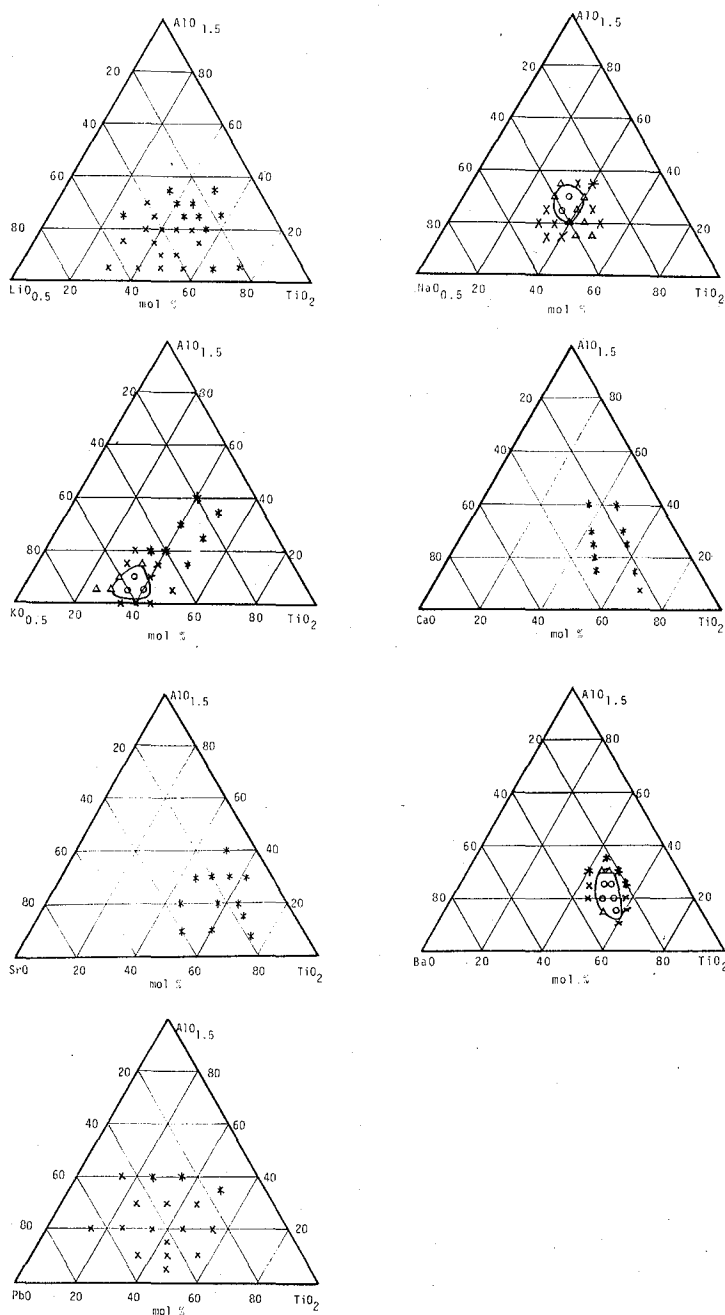 AlO1.5
AlO1.5
20 80
20 80
40 60
40 60
60 40
60 40
80 20
80 20
LiO0.5 20 40 60 80 TiO2
mol %
NaO0.5 20 40 60 80 TiO2
mol %
AlO1.5
AlO1.5
20 80
20 80
40 60
40 60
60 40
60 40
80 20
80 20
KO0.5 20 40 60 80 TiO2
mol %
CaO 20 40 60 80 TiO2
mol %
AlO1.5
AlO1.5
20 80
20 80
40 60
40 60
60 40
60 40
80 20
80 20
SrO 20 40 60 80 TiO2
mol %
BaO 20 40 60 80 TiO2
mol.%
AlO1.5
20 80
40 60
60 40
80 20
PbO 20 40 60 80 TiO2
mol %